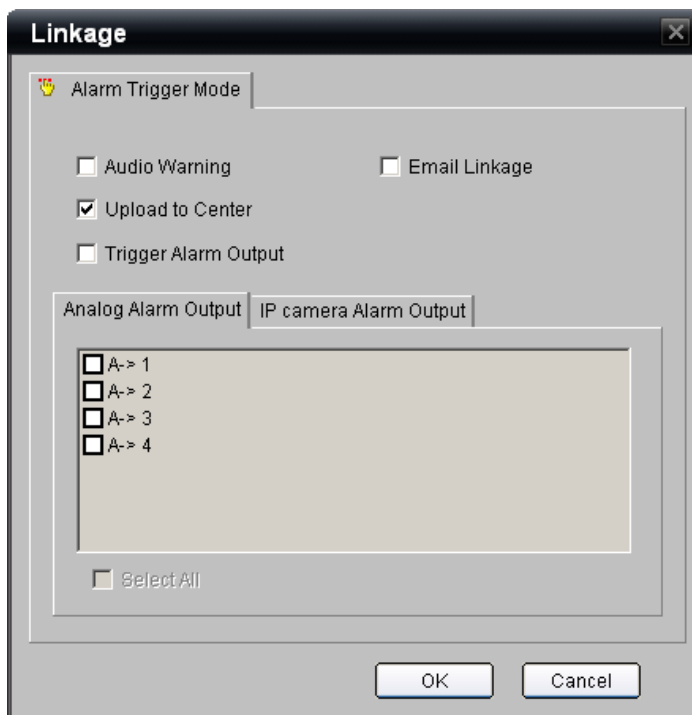 Linkage
Alarm Trigger Mode
Audio Warning Email Linkage
Upload to Center
Trigger Alarm Output
Analog Alarm Output IP camera Alarm Output
A-> 1
A-> 2
A-> 3
A-> 4
Select All
OK Cancel